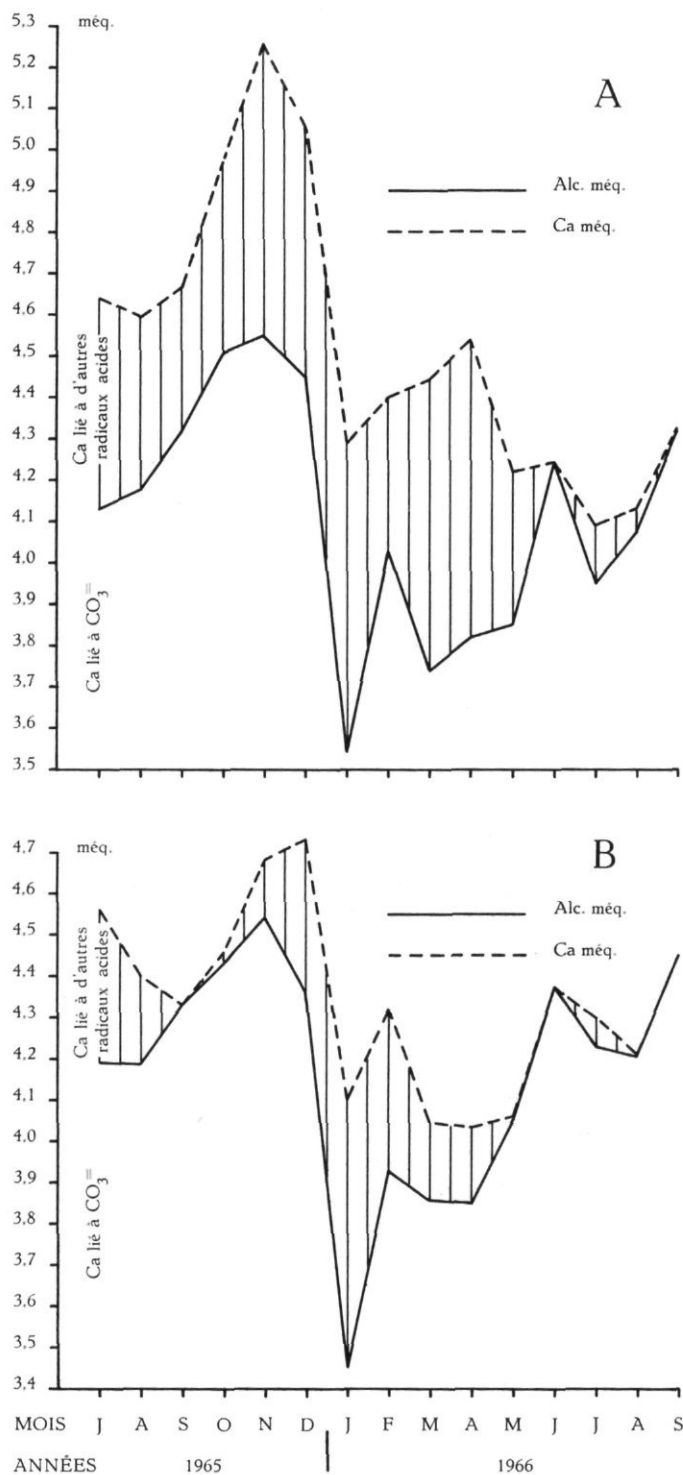 méq.
A
5.3
5.2
5.1
5.0
4.9
4.8
4.7
4.6
4.5
4.4
4.3
4.2
4.1
4.0
3.9
3.8
3.7
3.6
3.5
Alc. méq.
Ca méq.
Ca lié à d'autres
radicaux acides
Ca lié à CO₃⁼
méq.
B
4.7
4.6
4.5
4.4
4.3
4.2
4.1
4.0
3.9
3.8
3.7
3.6
3.5
3.4
Alc. méq.
Ca méq.
Ca lié à d'autres
radicaux acides
Ca lié à CO₃⁼
MOIS J A S O N D J F M A M J J A S
ANNÉES 1965 1966